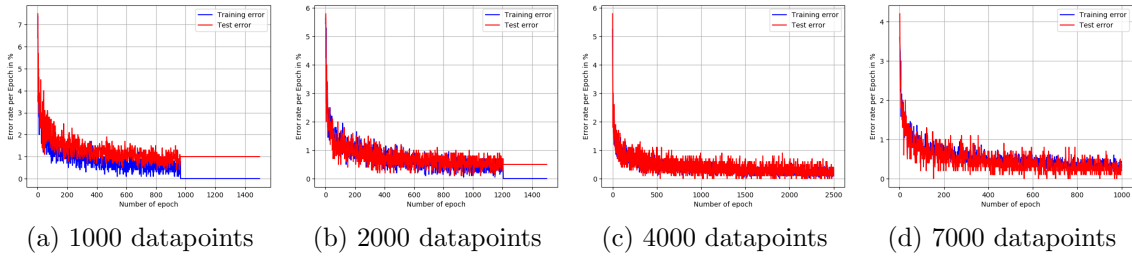 Training error
Test error
Error rate per Epoch in %
7
6
5
4
3
2
1
0
0 200 400 600 800 1000 1200 1400
Number of epoch
(a) 1000 datapoints
Training error
Test error
Error rate per Epoch in %
6
5
4
3
2
1
0
0 200 400 600 800 1000 1200 1400
Number of epoch
(b) 2000 datapoints
Training error
Test error
Error rate per Epoch in %
6
5
4
3
2
1
0
0 500 1000 1500 2000 2500
Number of epoch
(c) 4000 datapoints
Training error
Test error
Error rate per Epoch in %
4
3
2
1
0
0 200 400 600 800 1000
Number of epoch
(d) 7000 datapoints